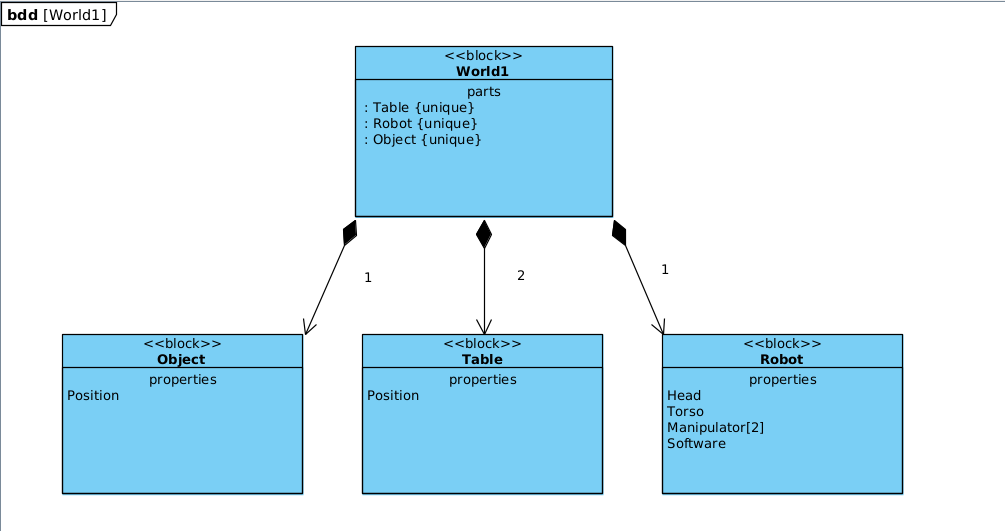 bdd [World1]
<<block>>
World1
parts
: Table {unique}
: Robot {unique}
: Object {unique}
1
2
1
<<block>>
Object
properties
Position
<<block>>
Table
properties
Position
<<block>>
Robot
properties
Head
Torso
Manipulator[2]
Software